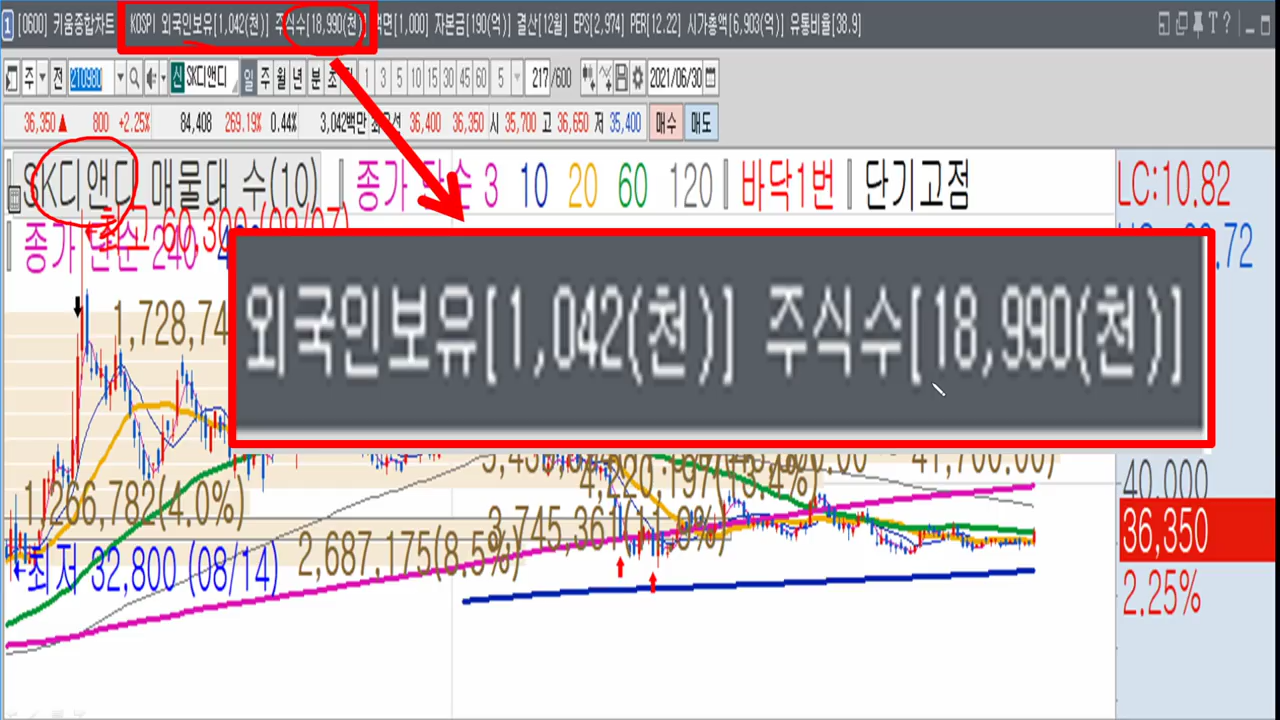 1 [0600] 키움종합차트 KOSPI 외국인보유[1,042(천)] 주식수[18,990(천)] 액면[1,000] 자본금[190(억)] 결산[12월] EPS[2,974] PER[12.22] 시가총액[6,903(억)] 유통비율[38.9]
주 전 210980 신 SK디앤디 일 주 월 년 분 초 1 3 5 10 15 30 45 60 5 217/600 2021/06/30
36,350▲ 800 +2.25% 84,408 269.19% 0.44% 3,042백만 36,400 36,350 시 35,700 고 36,650 저 35,400 매수 매도
SK디앤디 매물대 수(10) 종가 단순 3 10 20 60 120 바닥1번 단기고점 LC:10.82
종가 단순 240
최고 60,300
1,728,74
외국인보유[1,042(천)] 주식수[18,990(천)]
40,000
1,266,782(4.0%) 3,745,361(11.8%) 36,350
←최저 32,800 (08/14) 2,687,175(8.5%) 2.25%